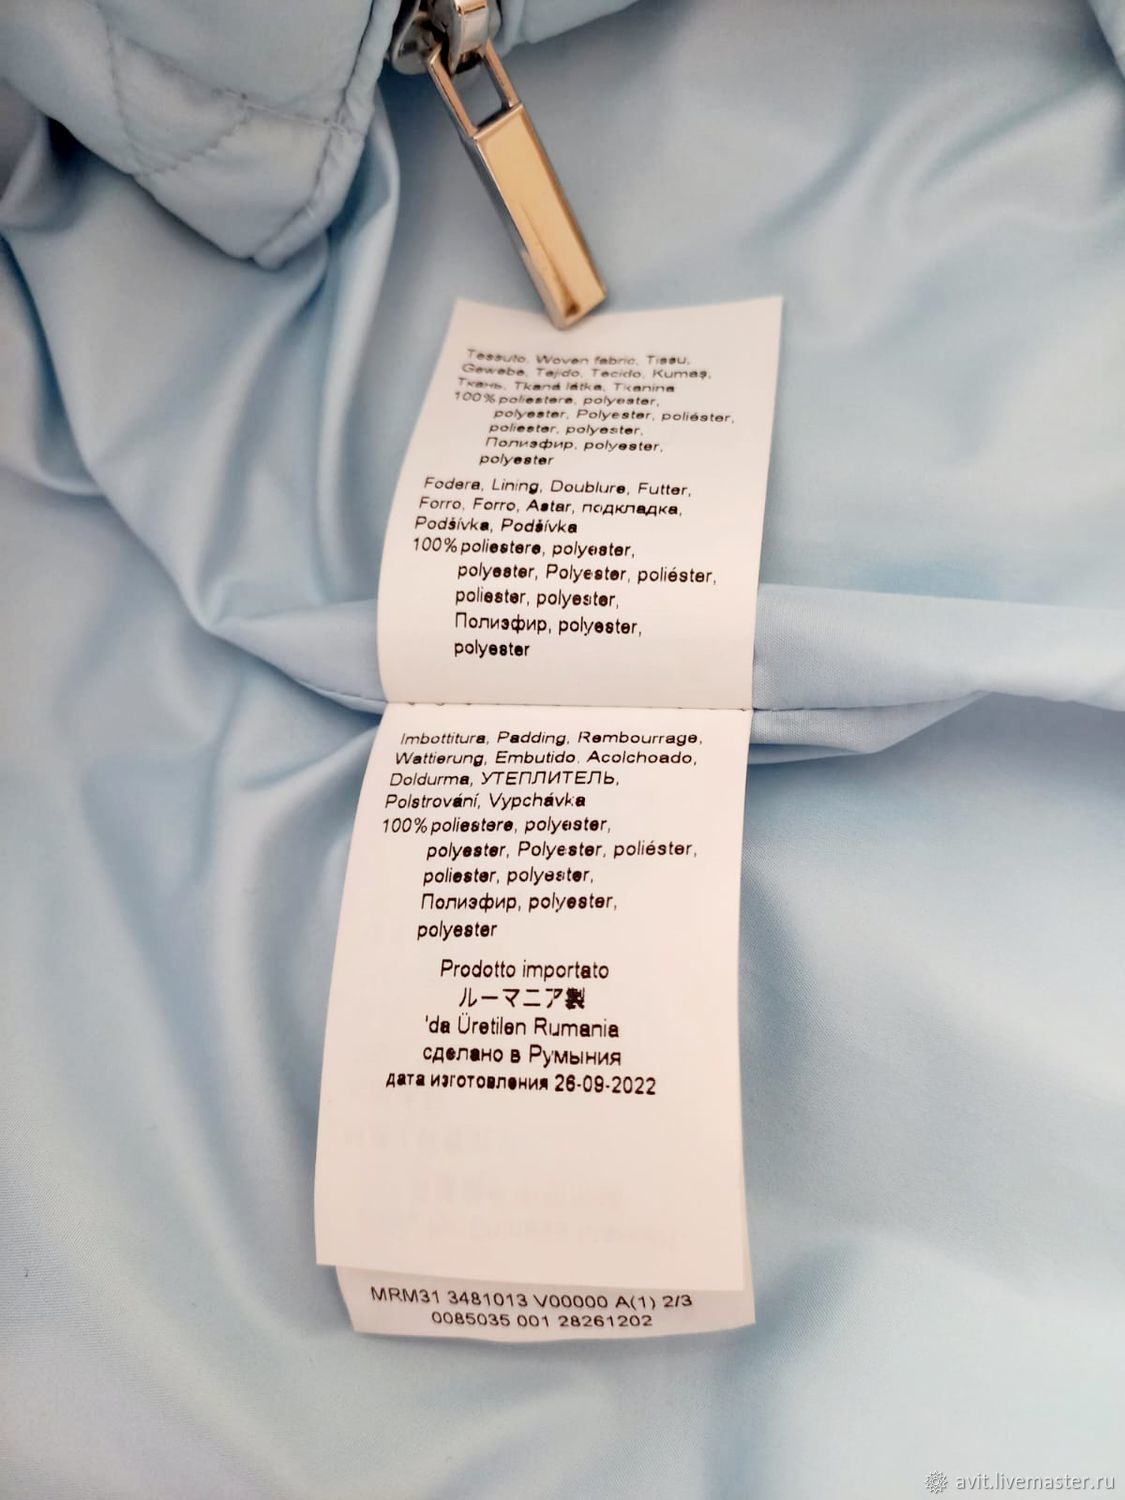 Tessuto, Woven fabric, Tissu,
Gewebe, Tejido, Tecido, Kumaş,
Ткань, Tkaná látka, Tkanina
100% poliestere, polyester,
polyester, Polyester, poliéster,
poliester, polyester,
Полиэфир, polyester,
polyester
Fodera, Lining, Doublure, Futter,
Forro, Forro, Astar, подкладка,
Podšívka, Podšívka
100% poliestere, polyester,
polyester, Polyester, poliéster,
poliester, polyester,
Полиэфир, polyester,
polyester
Imbottitura, Padding, Rembourrage,
Wattierung, Embutido, Acolchoado,
Doldurma, УТЕПЛИТЕЛЬ,
Polstrování, Vypchávka
100% poliestere, polyester,
polyester, Polyester, poliéster,
poliester, polyester,
Полиэфир, polyester,
polyester
Prodotto importato
ルーマニア製
'da Üretilen Rumania
сделано в Румыния
дата изготовления 26-09-2022
MRM31 3481013 V00000 A(1) 2/3
0085035 001 28261202
avit.livemaster.ru